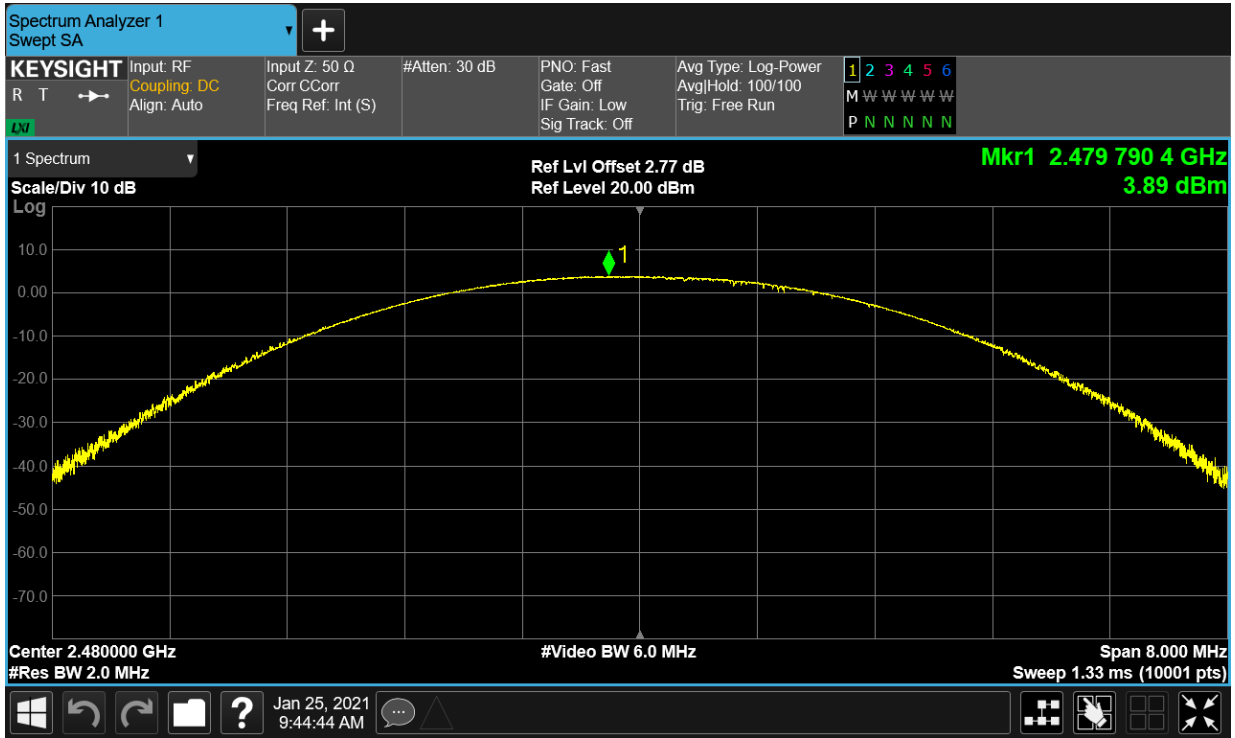 Spectrum Analyzer 1
Swept SA
+
KEYSIGHT
R T
LXI
Input: RF
Coupling: DC
Align: Auto
Input Z: 50 Ω
Corr CCorr
Freq Ref: Int (S)
#Atten: 30 dB
PNO: Fast
Gate: Off
IF Gain: Low
Sig Track: Off
Avg Type: Log-Power
Avg|Hold: 100/100
Trig: Free Run
1 2 3 4 5 6
M W W W W W
P N N N N N
1 Spectrum
Scale/Div 10 dB
Log
Ref Lvl Offset 2.77 dB
Ref Level 20.00 dBm
Mkr1 2.479 790 4 GHz
3.89 dBm
1
10.0
0.00
-10.0
-20.0
-30.0
-40.0
-50.0
-60.0
-70.0
Center 2.480000 GHz
#Res BW 2.0 MHz
#Video BW 6.0 MHz
Span 8.000 MHz
Sweep 1.33 ms (10001 pts)
?
Jan 25, 2021
9:44:44 AM